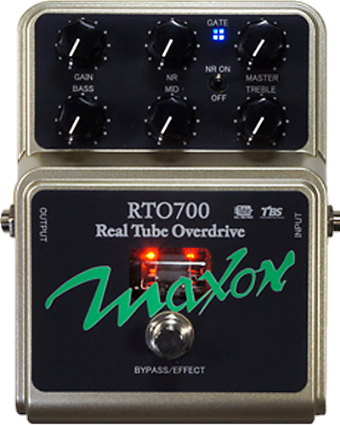 GATE
GAIN NR NR ON MASTER
BASS MID OFF TREBLE
OUTPUT
RTO700
TBS
Real Tube Overdrive
INPUT
maxon
BYPASS/EFFECT